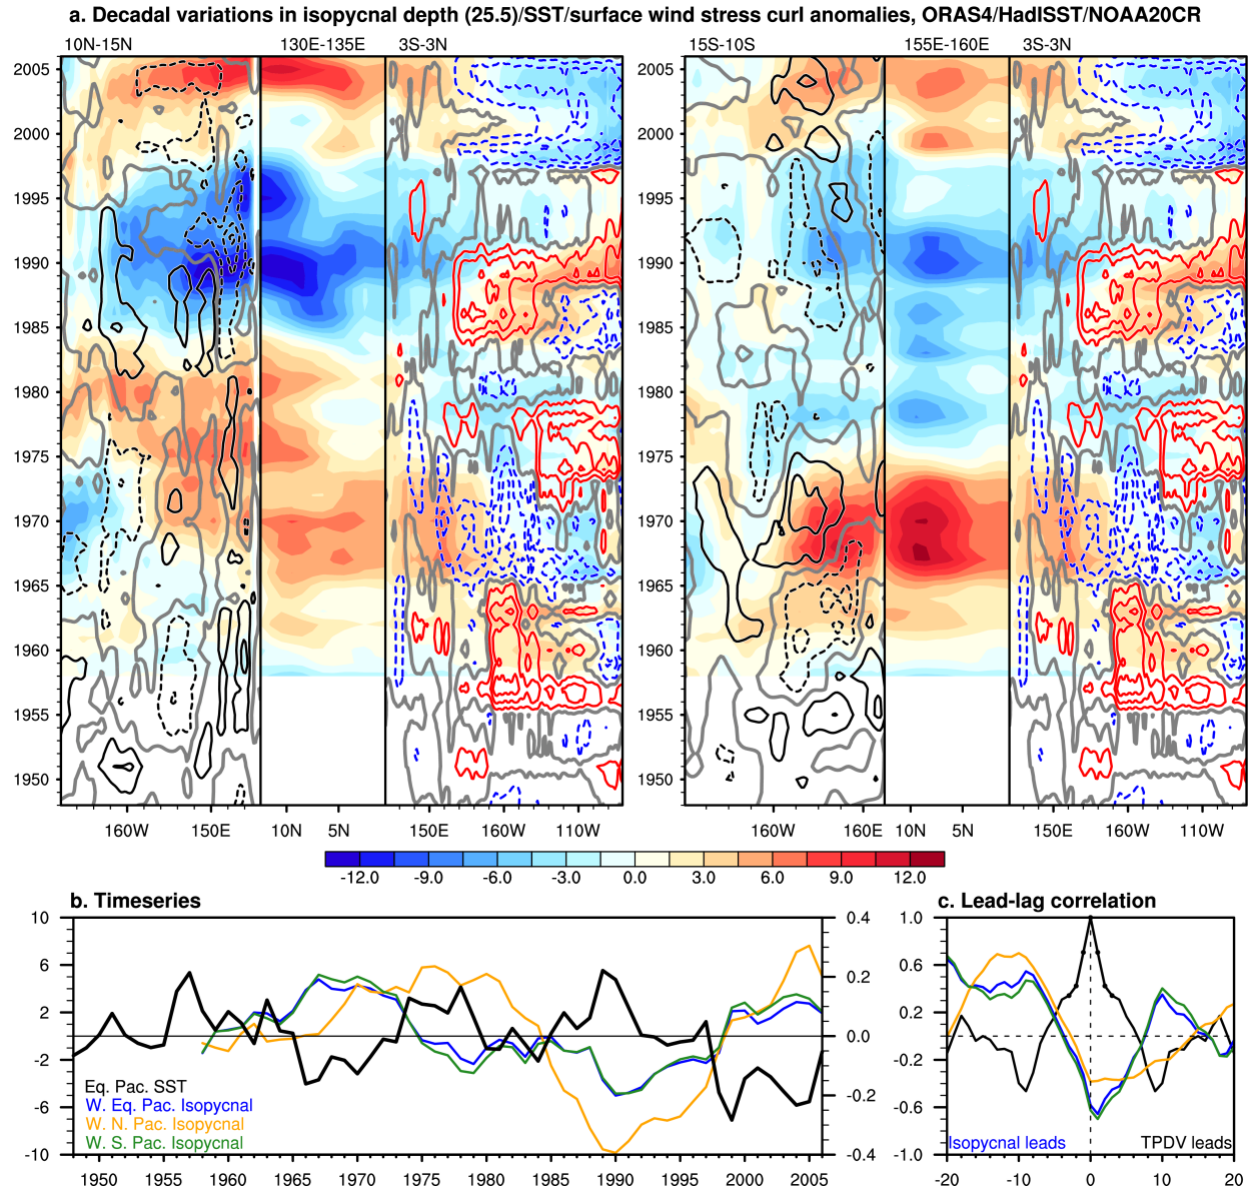 a. Decadal variations in isopycnal depth (25.5)/SST/surface wind stress curl anomalies, ORAS4/HadISST/NOAA20CR
10N-15N 130E-135E 3S-3N 15S-10S 155E-160E 3S-3N
2005 2005
2000 2000
1995 1995
1990 1990
1985 1985
1980 1980
1975 1975
1970 1970
1965 1965
1960 1960
1955 1955
1950 1950
160W 150E 10N 5N 150E 160W 110W 160W 160E 10N 5N 150E 160W 110W
-12.0 -9.0 -6.0 -3.0 0.0 3.0 6.0 9.0 12.0
b. Timeseries
10 0.4
6 0.2
2 0.0
-2
-6 -0.2
-10 -0.4
Eq. Pac. SST
W. Eq. Pac. Isopycnal
W. N. Pac. Isopycnal
W. S. Pac. Isopycnal
1950 1955 1960 1965 1970 1975 1980 1985 1990 1995 2000 2005
c. Lead-lag correlation
1.0
0.6
0.2
-0.2
-0.6
-1.0
Isopycnal leads TPDV leads
-20 -10 0 10 20